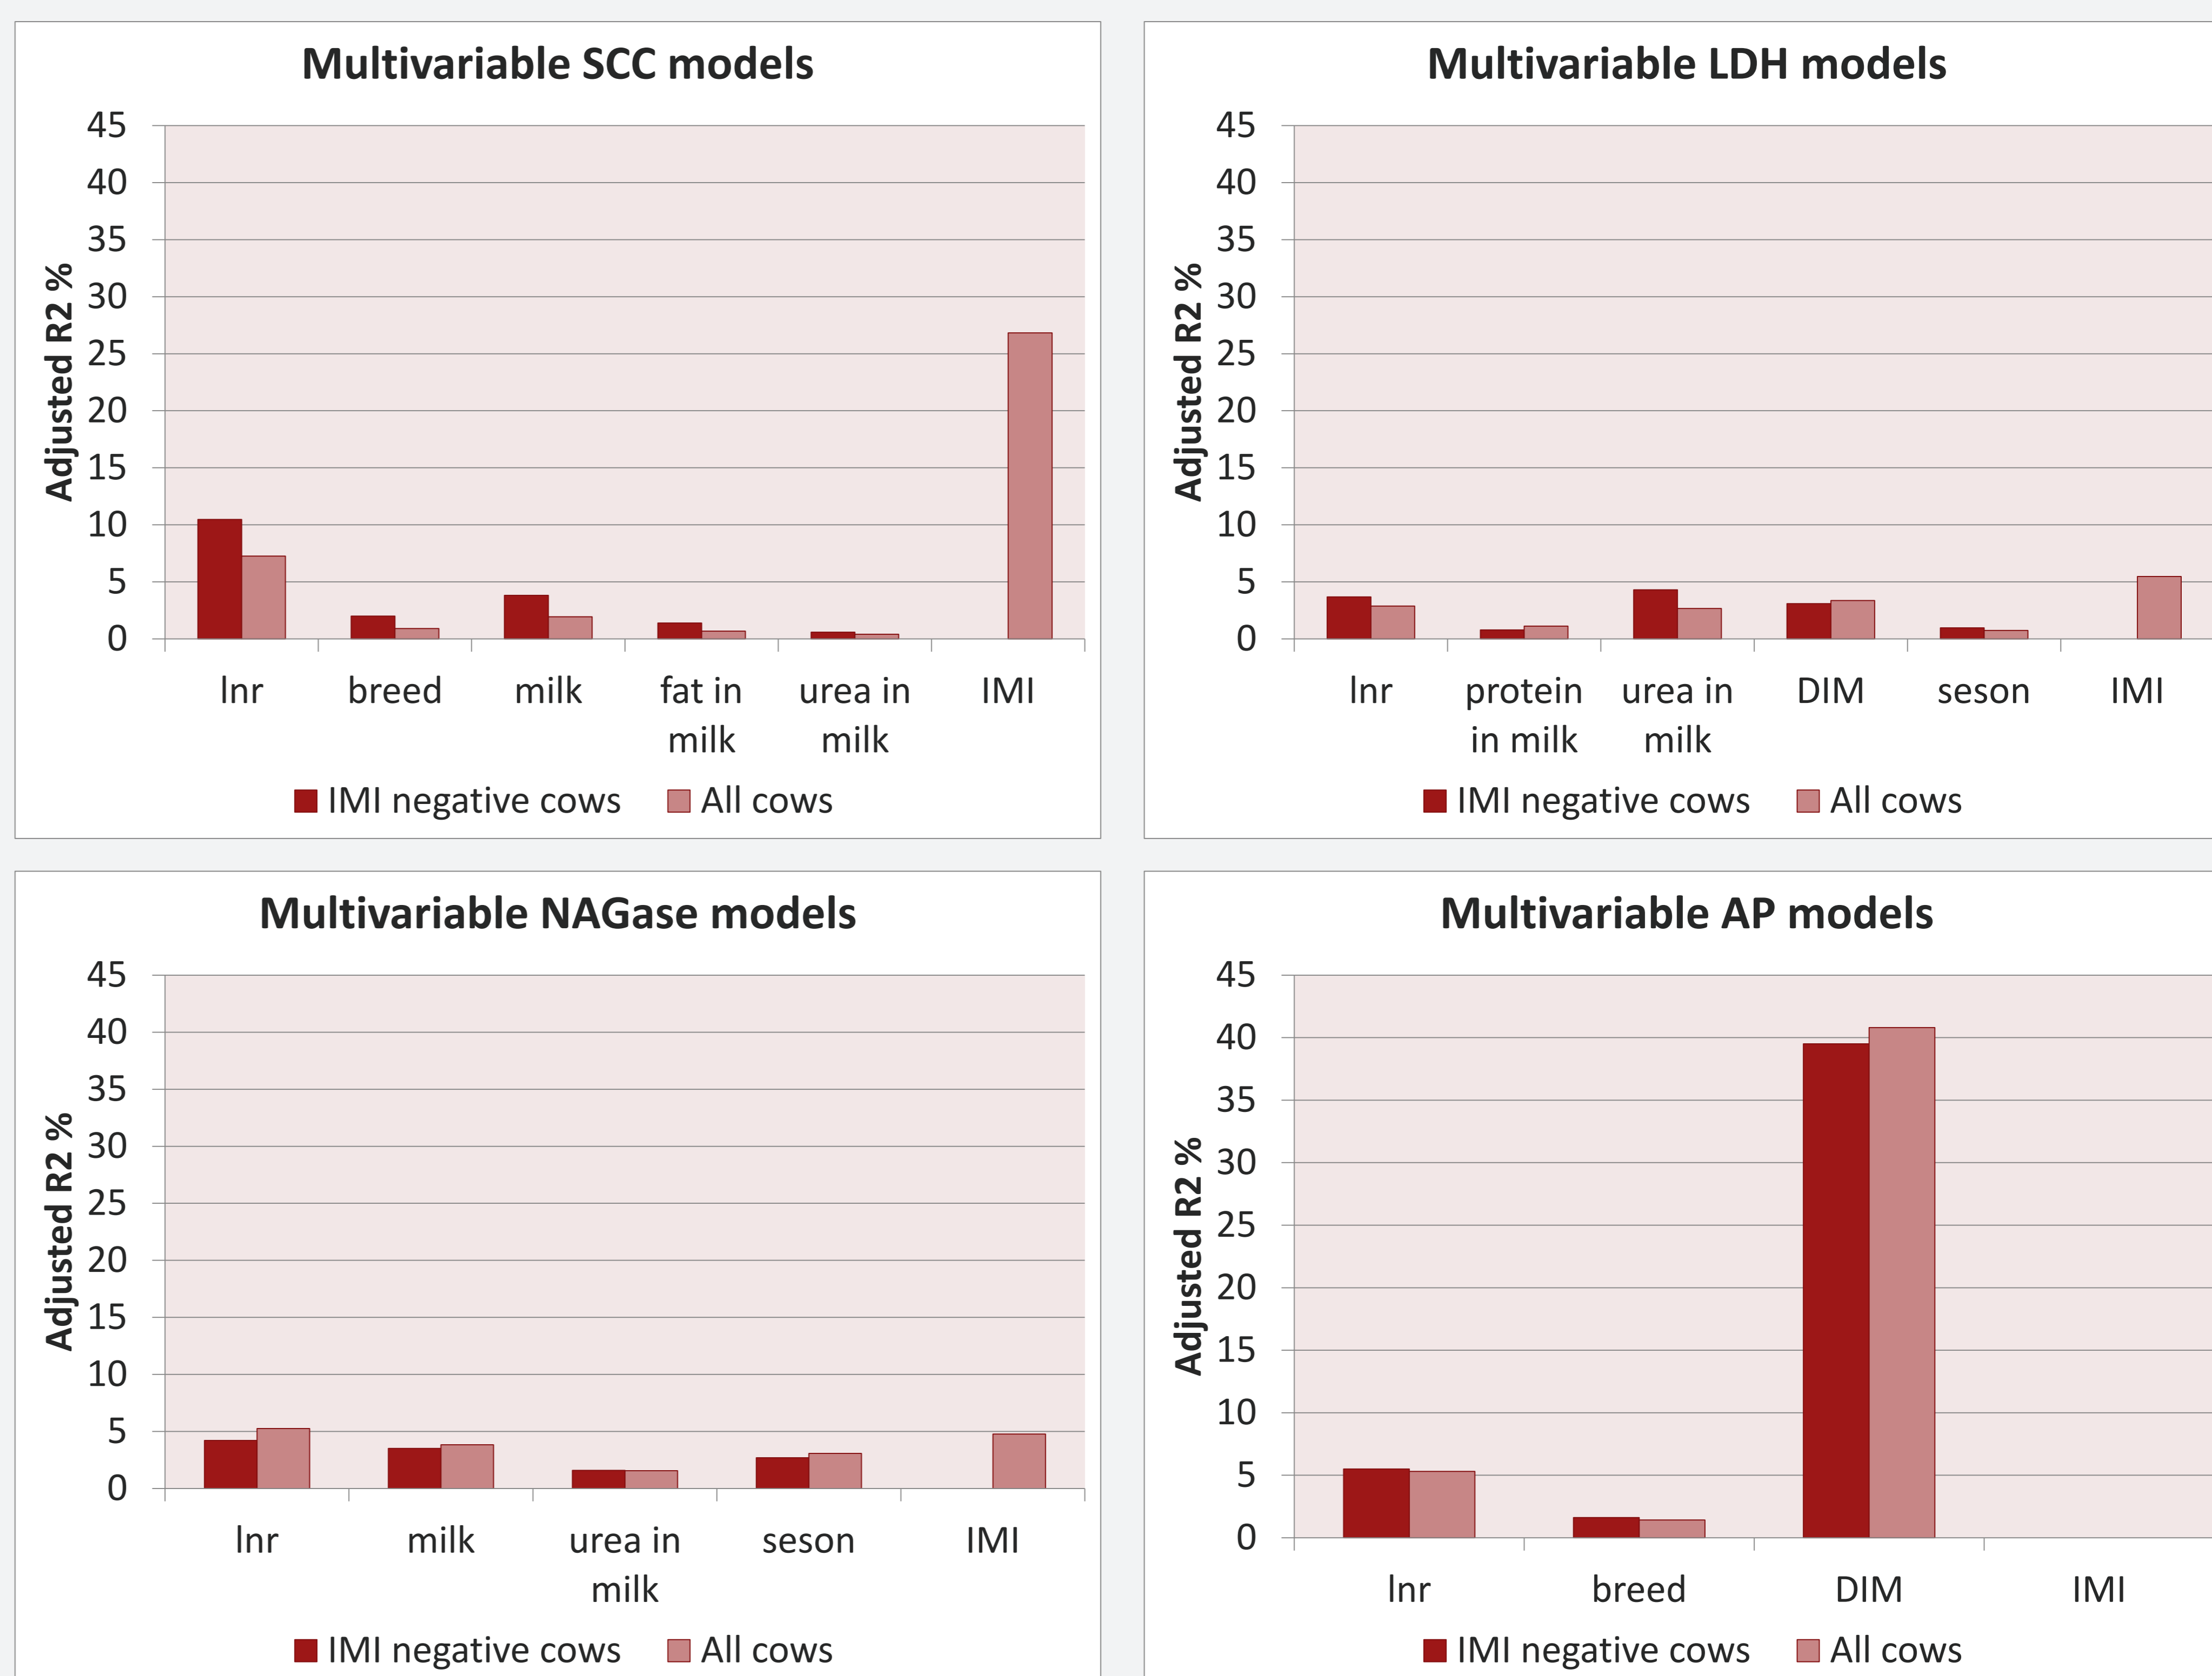 Multivariable SCC models
Adjusted R2 %
45
40
35
30
25
20
15
10
5
0
lnr
breed
milk
fat in
milk
urea in
milk
IMI
IMI negative cows
All cows
Multivariable LDH models
Adjusted R2 %
45
40
35
30
25
20
15
10
5
0
lnr
protein
in milk
urea in
milk
DIM
seson
IMI
IMI negative cows
All cows
Multivariable NAGase models
Adjusted R2 %
45
40
35
30
25
20
15
10
5
0
lnr
milk
urea in
milk
seson
IMI
IMI negative cows
All cows
Multivariable AP models
Adjusted R2 %
45
40
35
30
25
20
15
10
5
0
lnr
breed
DIM
IMI
IMI negative cows
All cows